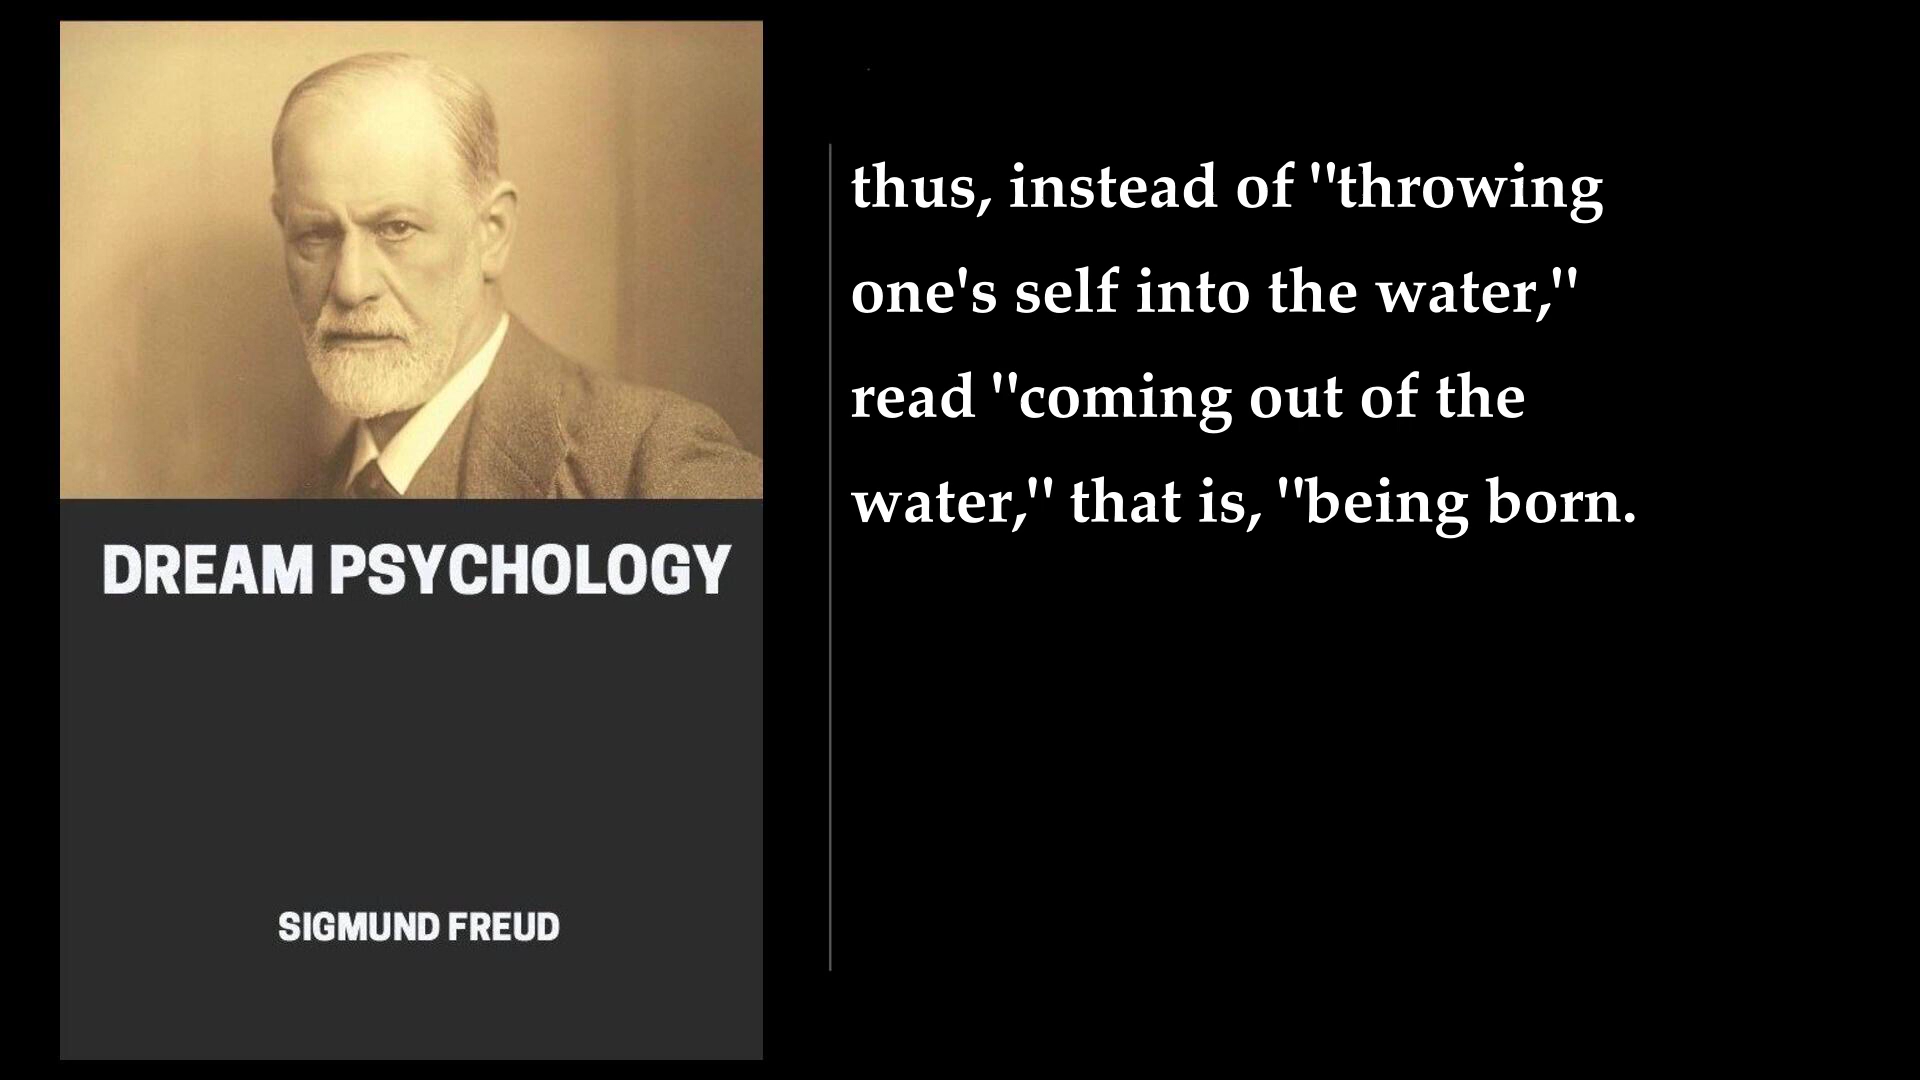 DREAM PSYCHOLOGY
SIGMUND FREUD
thus, instead of "throwing
one's self into the water,"
read "coming out of the
water," that is, "being born.